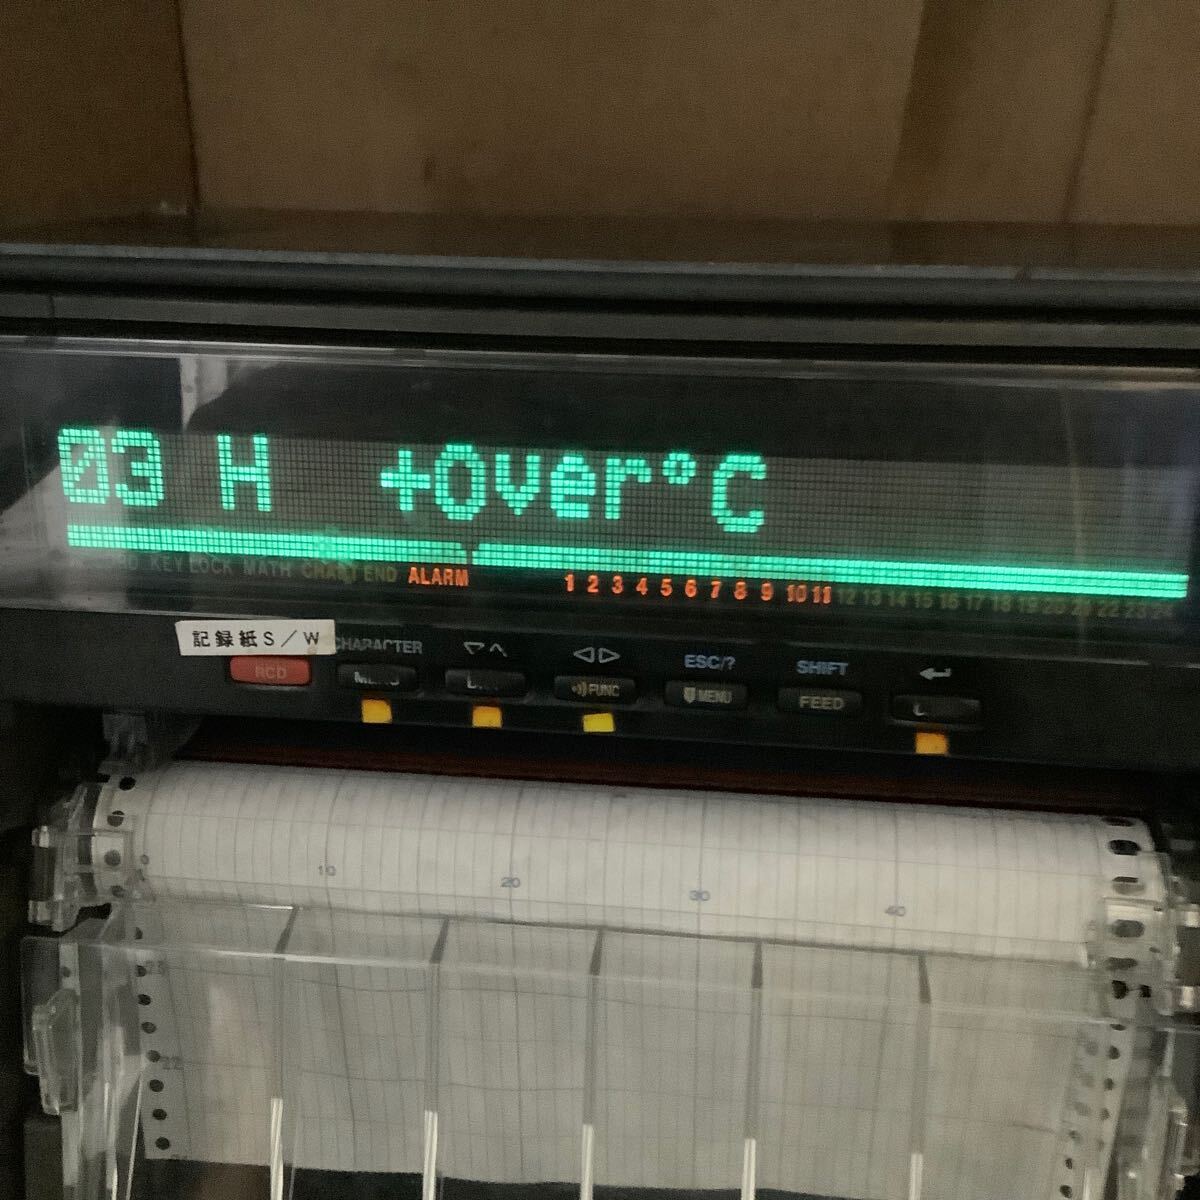 03 H +Over°C
KEY LOCK MATH CHART END ALARM 1 2 3 4 5 6 7 8 9 10 11 12 13 14 15 16 17 18 19 20 21 22 23 24
記録紙S/W CHARACTER ▽∧ ◁▷ ESC/? SHIFT ↵
RCD FUNC MENU FEED
0 10 20 30 40